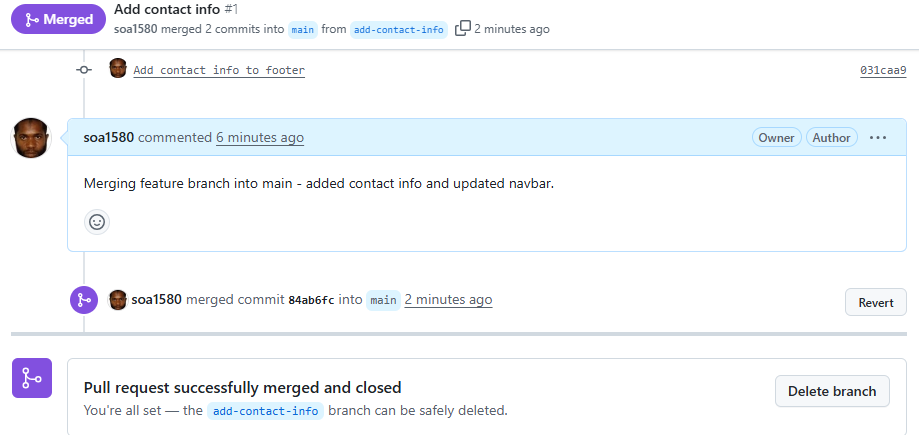 Merged
Add contact info #1
soa1580 merged 2 commits into main from add-contact-info 2 minutes ago
Add contact info to footer 031caa9
soa1580 commented 6 minutes ago Owner Author
Merging feature branch into main - added contact info and updated navbar.
soa1580 merged commit 84ab6fc into main 2 minutes ago Revert
Pull request successfully merged and closed
You're all set — the add-contact-info branch can be safely deleted.
Delete branch